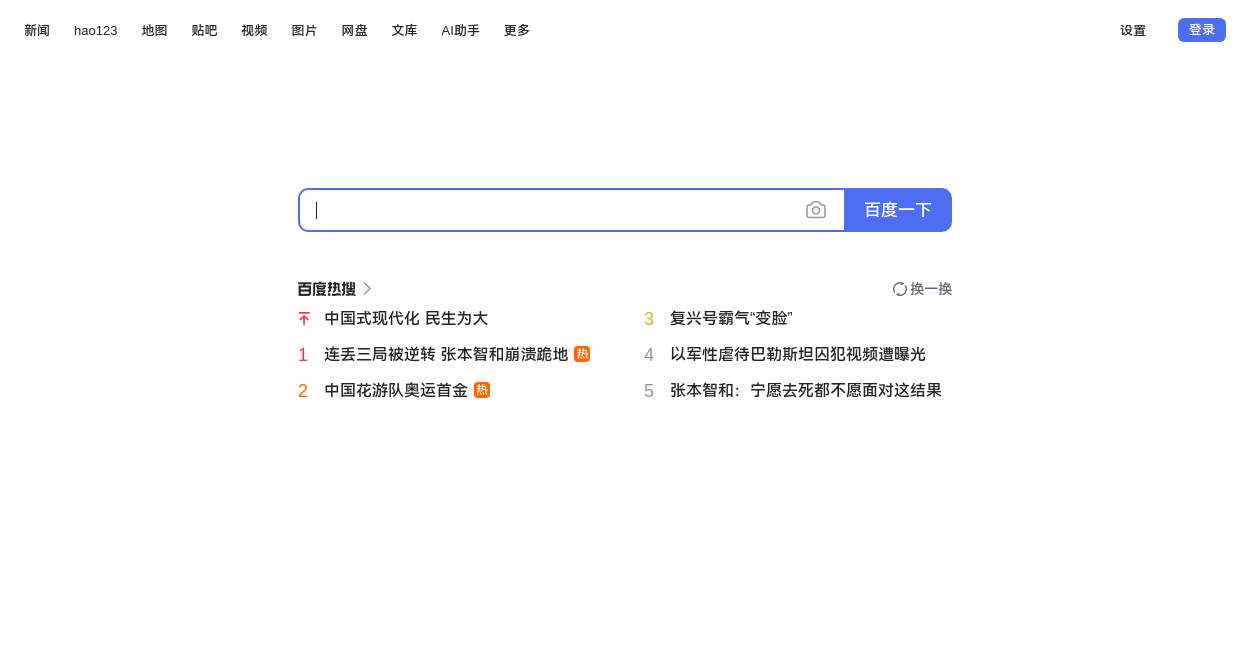 新闻 hao123 地图 贴吧 视频 图片 网盘 文库 AI助手 更多 设置 登录
百度一下
百度热搜 换一换
中国式现代化 民生为大
3 复兴号霸气“变脸”
1 连丢三局被逆转 张本智和崩溃跪地 热
4 以军性虐待巴勒斯坦囚犯视频遭曝光
2 中国花游队奥运首金 热
5 张本智和：宁愿去死都不愿面对这结果